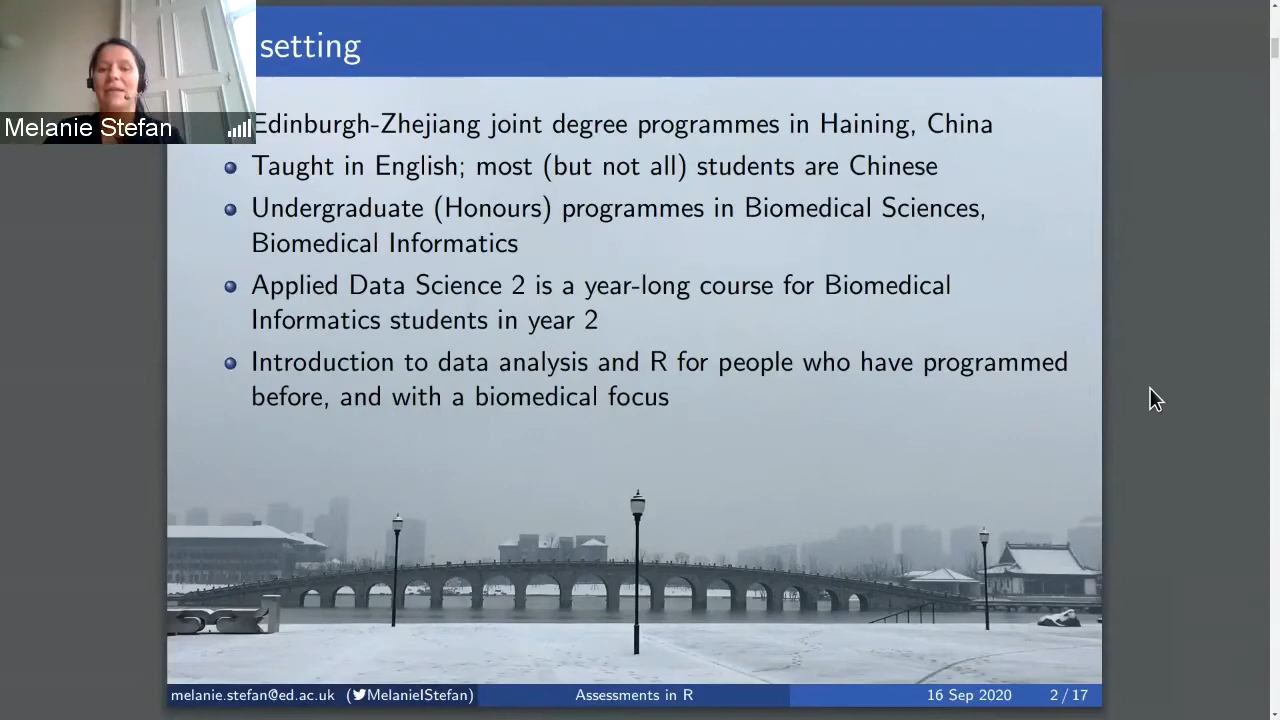 setting
Melanie Stefan
Edinburgh-Zhejiang joint degree programmes in Haining, China
Taught in English; most (but not all) students are Chinese
Undergraduate (Honours) programmes in Biomedical Sciences,
Biomedical Informatics
Applied Data Science 2 is a year-long course for Biomedical
Informatics students in year 2
Introduction to data analysis and R for people who have programmed
before, and with a biomedical focus
melanie.stefan@ed.ac.uk (MelanieIStefan) Assessments in R 16 Sep 2020 2 / 17